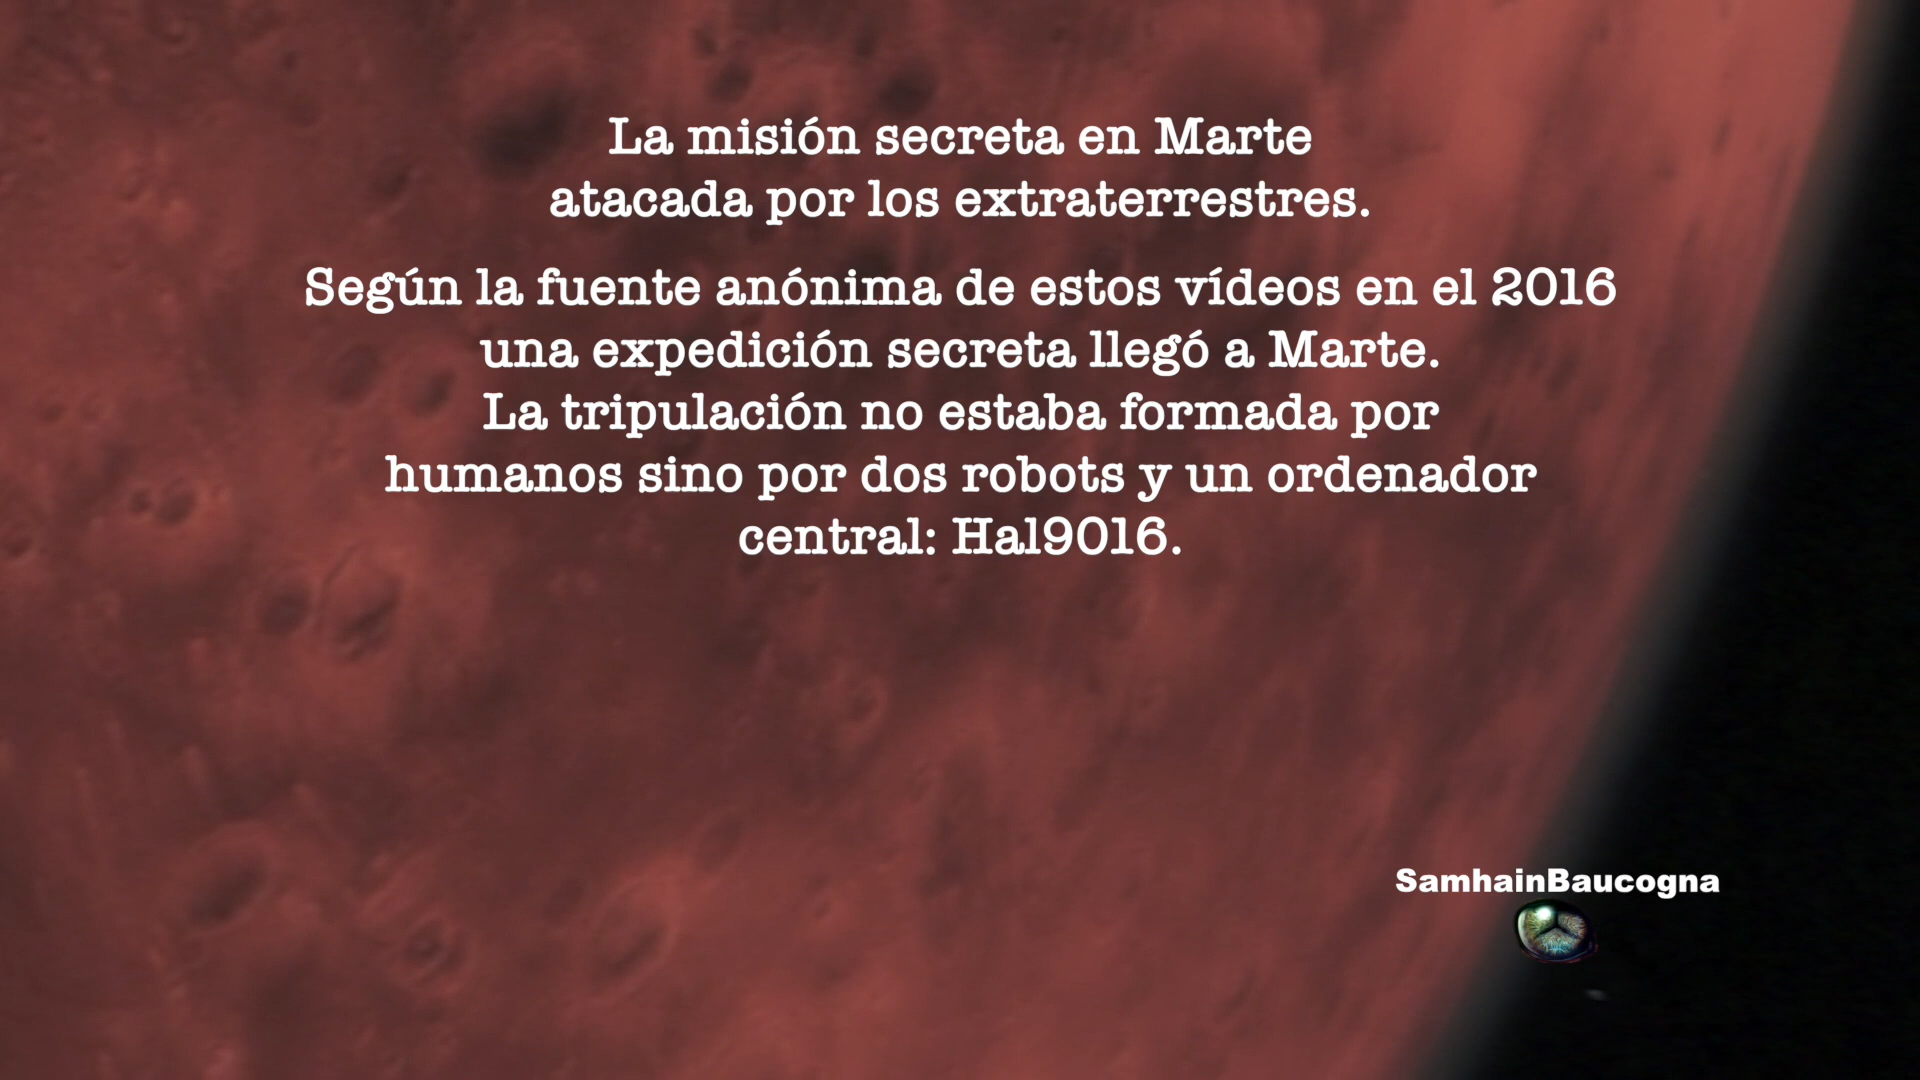 La misión secreta en Marte
atacada por los extraterrestres.
Según la fuente anónima de estos vídeos en el 2016
una expedición secreta llegó a Marte.
La tripulación no estaba formada por
humanos sino por dos robots y un ordenador
central: Hal9016.
SamhainBaucogna